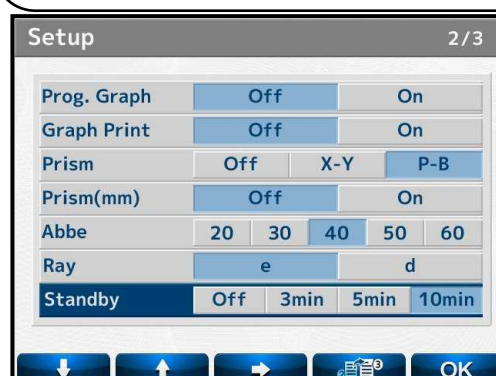 Setup 2/3
Prog. Graph Off On
Graph Print Off On
Prism Off X-Y P-B
Prism(mm) Off On
Abbe 20 30 40 50 60
Ray e d
Standby Off 3min 5min 10min
3 OK